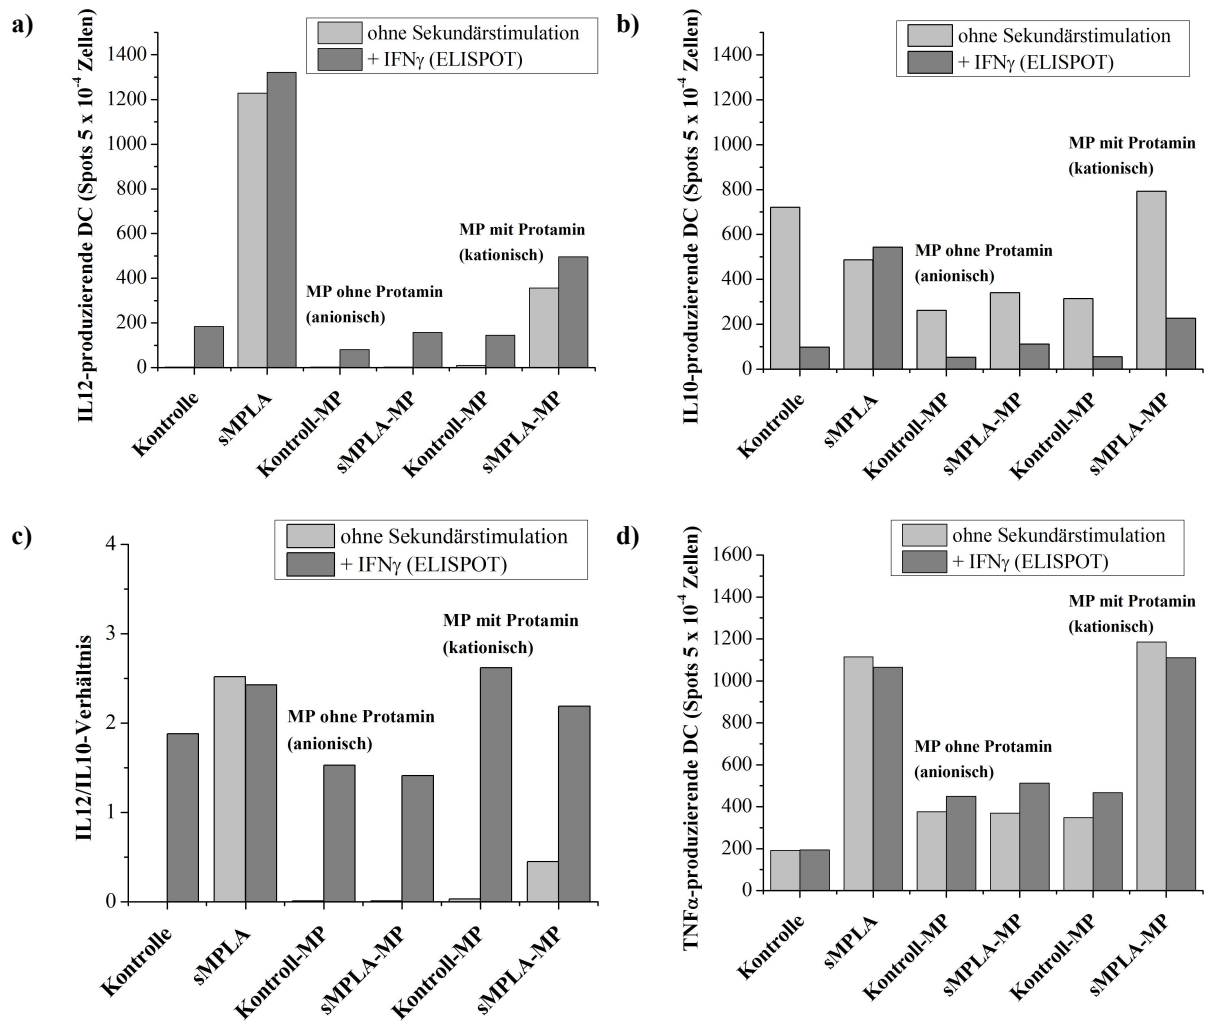 a)
IL12-produzierende DC (Spots 5 x 10⁻⁴ Zellen)
ohne Sekundärstimulation
+ IFNγ (ELISPOT)
1400
1200
1000
800
600
400
200
0
MP mit Protamin
(kationisch)
MP ohne Protamin
(anionisch)
Kontrolle
sMPLA
Kontroll-MP
sMPLA-MP
Kontroll-MP
sMPLA-MP
b)
IL10-produzierende DC (Spots 5 x 10⁻⁴ Zellen)
ohne Sekundärstimulation
+ IFNγ (ELISPOT)
1400
1200
1000
800
600
400
200
0
MP mit Protamin
(kationisch)
MP ohne Protamin
(anionisch)
Kontrolle
sMPLA
Kontroll-MP
sMPLA-MP
Kontroll-MP
sMPLA-MP
c)
IL12/IL10-Verhältnis
ohne Sekundärstimulation
+ IFNγ (ELISPOT)
4
3
2
1
0
MP mit Protamin
(kationisch)
MP ohne Protamin
(anionisch)
Kontrolle
sMPLA
Kontroll-MP
sMPLA-MP
Kontroll-MP
sMPLA-MP
d)
TNFα-produzierende DC (Spots 5 x 10⁻⁴ Zellen)
ohne Sekundärstimulation
+ IFNγ (ELISPOT)
1600
1400
1200
1000
800
600
400
200
0
MP mit Protamin
(kationisch)
MP ohne Protamin
(anionisch)
Kontrolle
sMPLA
Kontroll-MP
sMPLA-MP
Kontroll-MP
sMPLA-MP